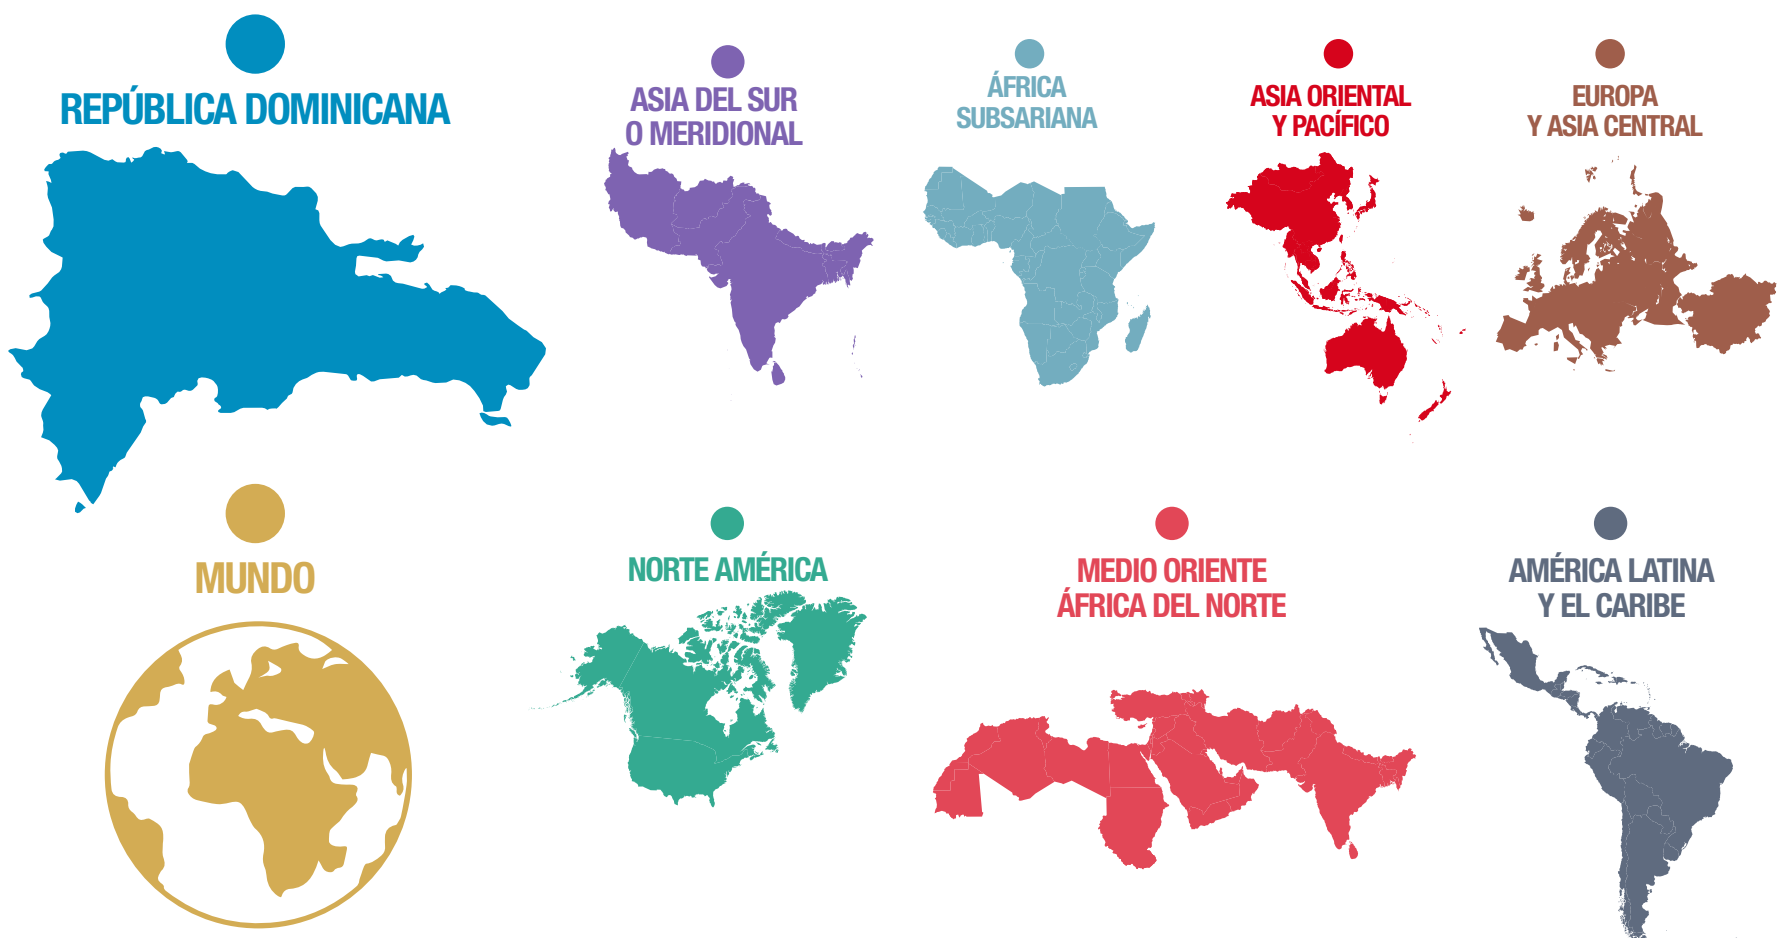 REPÚBLICA DOMINICANA
ASIA DEL SUR
O MERIDIONAL
ÁFRICA
SUBSARIANA
ASIA ORIENTAL
Y PACÍFICO
EUROPA
Y ASIA CENTRAL
MUNDO
NORTE AMÉRICA
MEDIO ORIENTE
ÁFRICA DEL NORTE
AMÉRICA LATINA
Y EL CARIBE